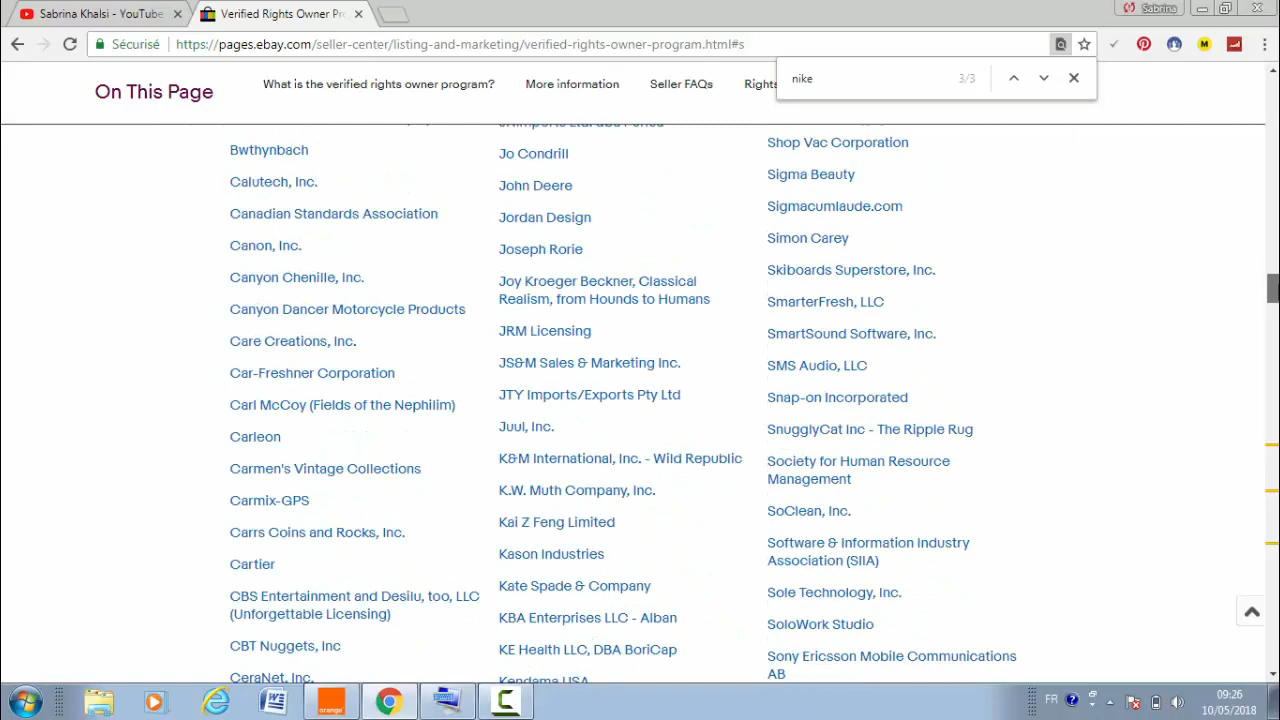 Sabrina Khalsi - YouTube
Verified Rights Owner Pro
Sabrina
Sécurisé
https://pages.ebay.com/seller-center/listing-and-marketing/verified-rights-owner-program.html#s
nike
3/3
On This Page
What is the verified rights owner program?
More information
Seller FAQs
Rights
Bwthynbach
Calutech, Inc.
Canadian Standards Association
Canon, Inc.
Canyon Chenille, Inc.
Canyon Dancer Motorcycle Products
Care Creations, Inc.
Car-Freshner Corporation
Carl McCoy (Fields of the Nephilim)
Carleon
Carmen's Vintage Collections
Carmix-GPS
Carrs Coins and Rocks, Inc.
Cartier
CBS Entertainment and Desilu, too, LLC
(Unforgettable Licensing)
CBT Nuggets, Inc
CeraNet, Inc.
Jo Condrill
John Deere
Jordan Design
Joseph Rorie
Joy Kroeger Beckner, Classical
Realism, from Hounds to Humans
JRM Licensing
JS&M Sales & Marketing Inc.
JTY Imports/Exports Pty Ltd
Juul, Inc.
K&M International, Inc. - Wild Republic
K.W. Muth Company, Inc.
Kai Z Feng Limited
Kason Industries
Kate Spade & Company
KBA Enterprises LLC - Alban
KE Health LLC, DBA BoriCap
Kendama USA
Shop Vac Corporation
Sigma Beauty
Sigmacumlaude.com
Simon Carey
Skiboards Superstore, Inc.
SmarterFresh, LLC
SmartSound Software, Inc.
SMS Audio, LLC
Snap-on Incorporated
SnugglyCat Inc - The Ripple Rug
Society for Human Resource
Management
SoClean, Inc.
Software & Information Industry
Association (SIIA)
Sole Technology, Inc.
SoloWork Studio
Sony Ericsson Mobile Communications
AB
orange
FR
09:26
10/05/2018